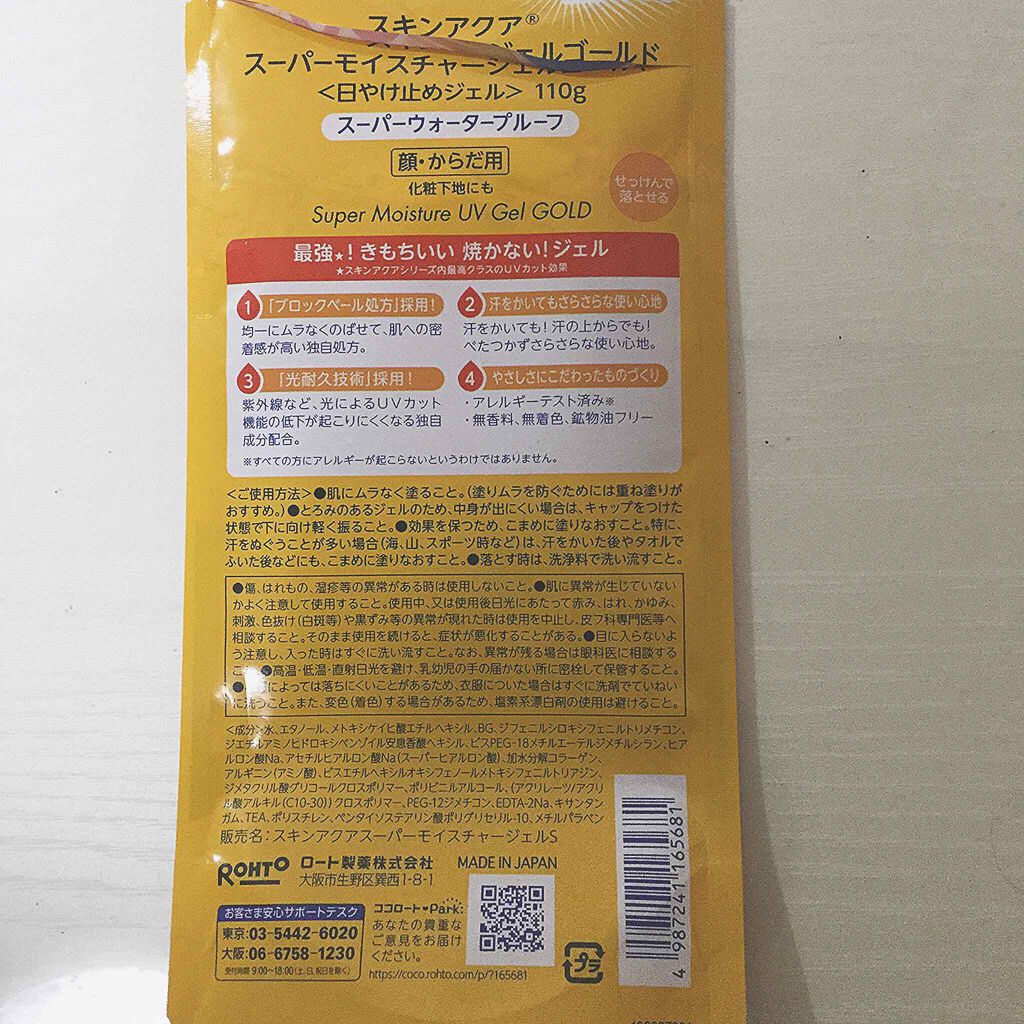 スキンアクア®
スーパーモイスチャージェルゴールド
＜日やけ止めジェル＞ 110g
スーパーウォータープルーフ
顔・からだ用
化粧下地にも
せっけんで
落とせる
Super Moisture UV Gel GOLD
最強★！きもちいい 焼かない！ジェル
★スキンアクアシリーズ内最高クラスのUVカット効果
1 「ブロックペール処方」採用！
均一にムラなくのばせて、肌への密
着感が高い独自処方。
2 汗をかいてもさらさらな使い心地
汗をかいても！汗の上からでも！
べたつかずさらさらな使い心地。
3 「光耐久技術」採用！
紫外線など、光によるUVカット
機能の低下が起こりにくくなる独自
成分配合。
4 やさしさにこだわったものづくり
・アレルギーテスト済み※
・無香料、無着色、鉱物油フリー
※すべての方にアレルギーが起こらないというわけではありません。
＜ご使用方法＞●肌にムラなく塗ること。（塗りムラを防ぐためには重ね塗りが
おすすめ。）●とろみのあるジェルのため、中身が出にくい場合は、キャップをつけた
状態で下に向け軽く振ること。●効果を保つため、こまめに塗りなおすこと。特に、
汗をぬぐうことが多い場合（海、山、スポーツ時など）は、汗をかいた後やタオルで
ふいた後などにも、こまめに塗りなおすこと。●落とす時は、洗浄料で洗い流すこと。
●傷、はれもの、湿疹等の異常がある時は使用しないこと。●肌に異常が生じていない
かよく注意して使用すること。使用中、又は使用後日光にあたって赤み、はれ、かゆみ、
刺激、色抜け（白斑等）や黒ずみ等の異常が現れた時は使用を中止し、皮フ科専門医等へ
相談すること。そのまま使用を続けると、症状が悪化することがある。●目に入らないよ
う注意し、入った時はすぐに洗い流すこと。なお、異常が残る場合は眼科医に相談する
こ ●高温・低温・直射日光を避け、乳幼児の手の届かない所に密栓して保管すること。
● によっては落ちにくいことがあるため、衣服についた場合はすぐに洗剤でていねい
に洗うこと。また、変色（着色）する場合があるため、塩素系漂白剤の使用は避けること。
＜成分＞水、エタノール、メトキシケイヒ酸エチルヘキシル、BG、ジフェニルシロキシフェニルトリメチコン、
ジエチルアミノヒドロキシベンゾイル安息香酸ヘキシル、ビスPEG-18メチルエーテルジメチルシラン、ヒア
ルロン酸Na、アセチルヒアルロン酸Na（スーパーヒアルロン酸）、加水分解コラーゲン、
アルギニン（アミノ酸）、ビスエチルヘキシルオキシフェノールメトキシフェニルトリアジン、
ジメタクリル酸グリコールクロスポリマー、ポリビニルアルコール、（アクリレーツ/アクリ
ル酸アルキル（C10-30））クロスポリマー、PEG-12ジメチコン、EDTA-2Na、キサンタン
ガム、TEA、ポリスチレン、ペンタイソステアリン酸ポリグリセリル-10、メチルパラベン
販売名：スキンアクアスーパーモイスチャージェルS
ROHTO ロート製薬株式会社 MADE IN JAPAN
大阪市生野区巽西1-8-1
お客さま安心サポートデスク
東京：03-5442-6020
大阪：06-6758-1230
受付時間 9:00～18:00（土、日、祝日を除く）
ココロート♥Park：
あなたの貴重な
ご意見をお届け
ください。
https://coco.rohto.com/p/?165681
プラ
4 987241 165681